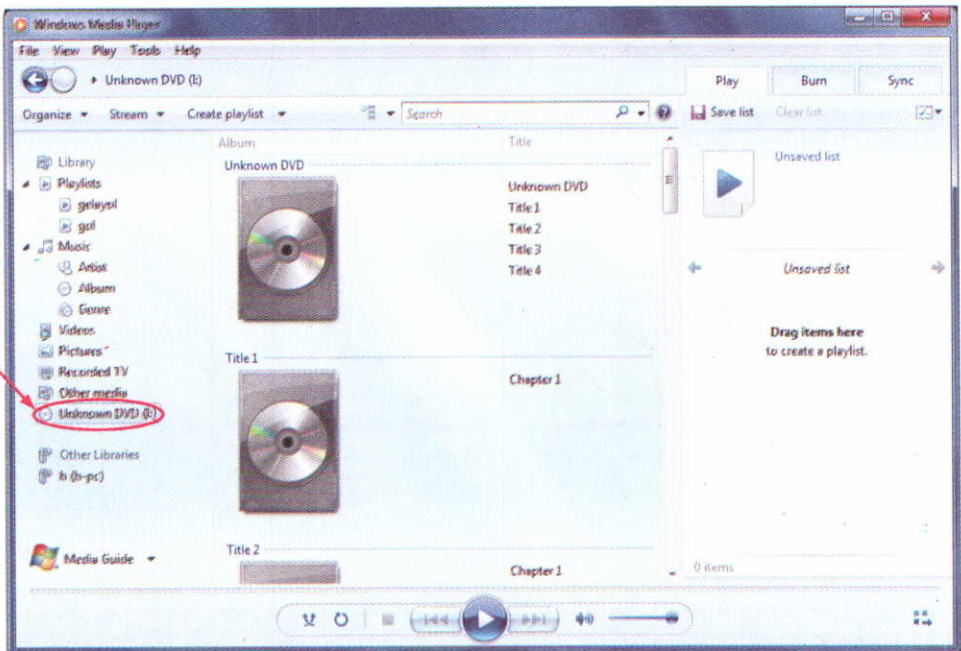 Windows Media Player
File View Play Tools Help
Unknown DVD (I:)
Play Burn Sync
Organize Stream Create playlist Search Save list Clear list
Album Title
Library
Playlists
gol
Music
Artist
Album
Genre
Videos
Pictures
Recorded TV
Other media
Unknown DVD (I:)
Other Libraries
h (h-pc)
Media Guide
Unknown DVD
Unknown DVD
Title 1
Title 2
Title 3
Title 4
Title 1
Chapter 1
Title 2
Chapter 1
Unsaved list
Unsaved list
Drag items here
to create a playlist.
0 items